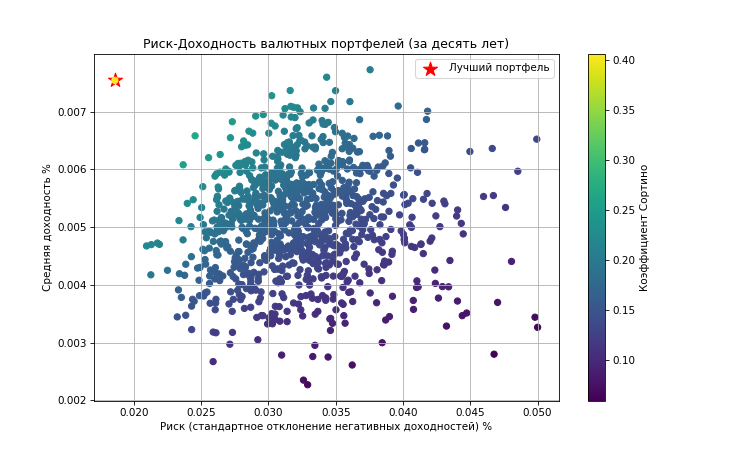 Риск-Доходность валютных портфелей (за десять лет)
Лучший портфель
Средняя доходность %
0.007
0.006
0.005
0.004
0.003
0.002
0.020 0.025 0.030 0.035 0.040 0.045 0.050
Риск (стандартное отклонение негативных доходностей) %
0.40
0.35
0.30
0.25
0.20
0.15
0.10
Коэффициент Сортино